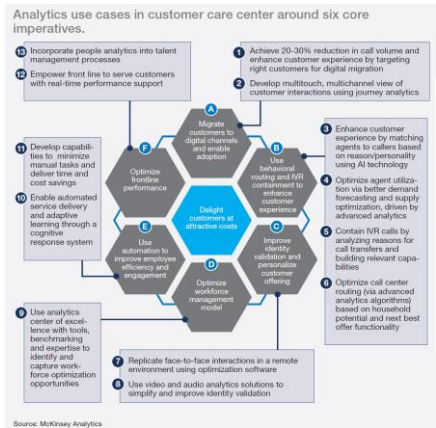 Analytics use cases in customer care center around six core
imperatives.
13 Incorporate people analytics into talent
management processes
12 Empower front line to serve customers
with real-time performance support
1 Achieve 20-30% reduction in call volume and
enhance customer experience by targeting
right customers for digital migration
2 Develop multitouch, multichannel view of
customer interactions using journey analytics
A
Migrate
customers to
digital channels
and enable
adoption
F
Optimize
frontline
performance
B
Use
behavioral
routing and IVR
containment to
enhance
customer
experience
3 Enhance customer
experience by matching
agents to callers based
on reason/personality
using AI technology
4 Optimize agent utiliza-
tion via better demand
forecasting and supply
optimization, driven by
advanced analytics
5 Contain IVR calls by
analyzing reasons for
call transfers and
building relevant capa-
bilities
6 Optimize call center
routing (via advanced
analytics algorithms)
based on household
potential and next best
offer functionality
11 Develop capabili-
ties to minimize
manual tasks and
deliver time and
cost savings
10 Enable automated
service delivery
and adaptive
learning through a
cognitive
response system
Delight
customers at
attractive costs
E
Use
automation to
improve employee
efficiency and
engagement
C
Improve
identity
validation and
personalize
customer
offering
D
Optimize
workforce
management
model
9 Use analytics
center of excel-
lence with tools,
benchmarking
and expertise to
identify and
capture work-
force optimization
opportunities
7 Replicate face-to-face interactions in a remote
environment using optimization software
8 Use video and audio analytics solutions to
simplify and improve identity validation
Source: McKinsey Analytics